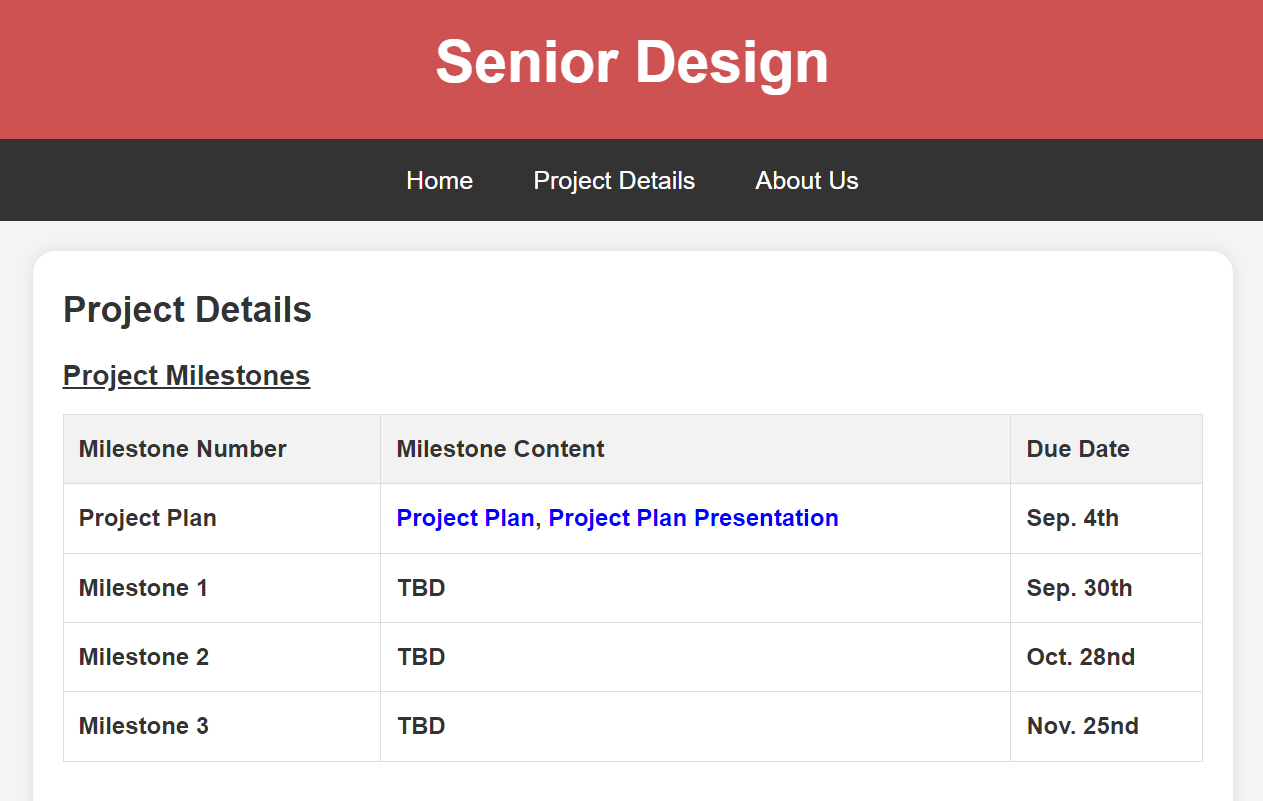 Senior Design
Home Project Details About Us
Project Details
Project Milestones
Milestone Number Milestone Content Due Date
Project Plan Project Plan, Project Plan Presentation Sep. 4th
Milestone 1 TBD Sep. 30th
Milestone 2 TBD Oct. 28nd
Milestone 3 TBD Nov. 25nd